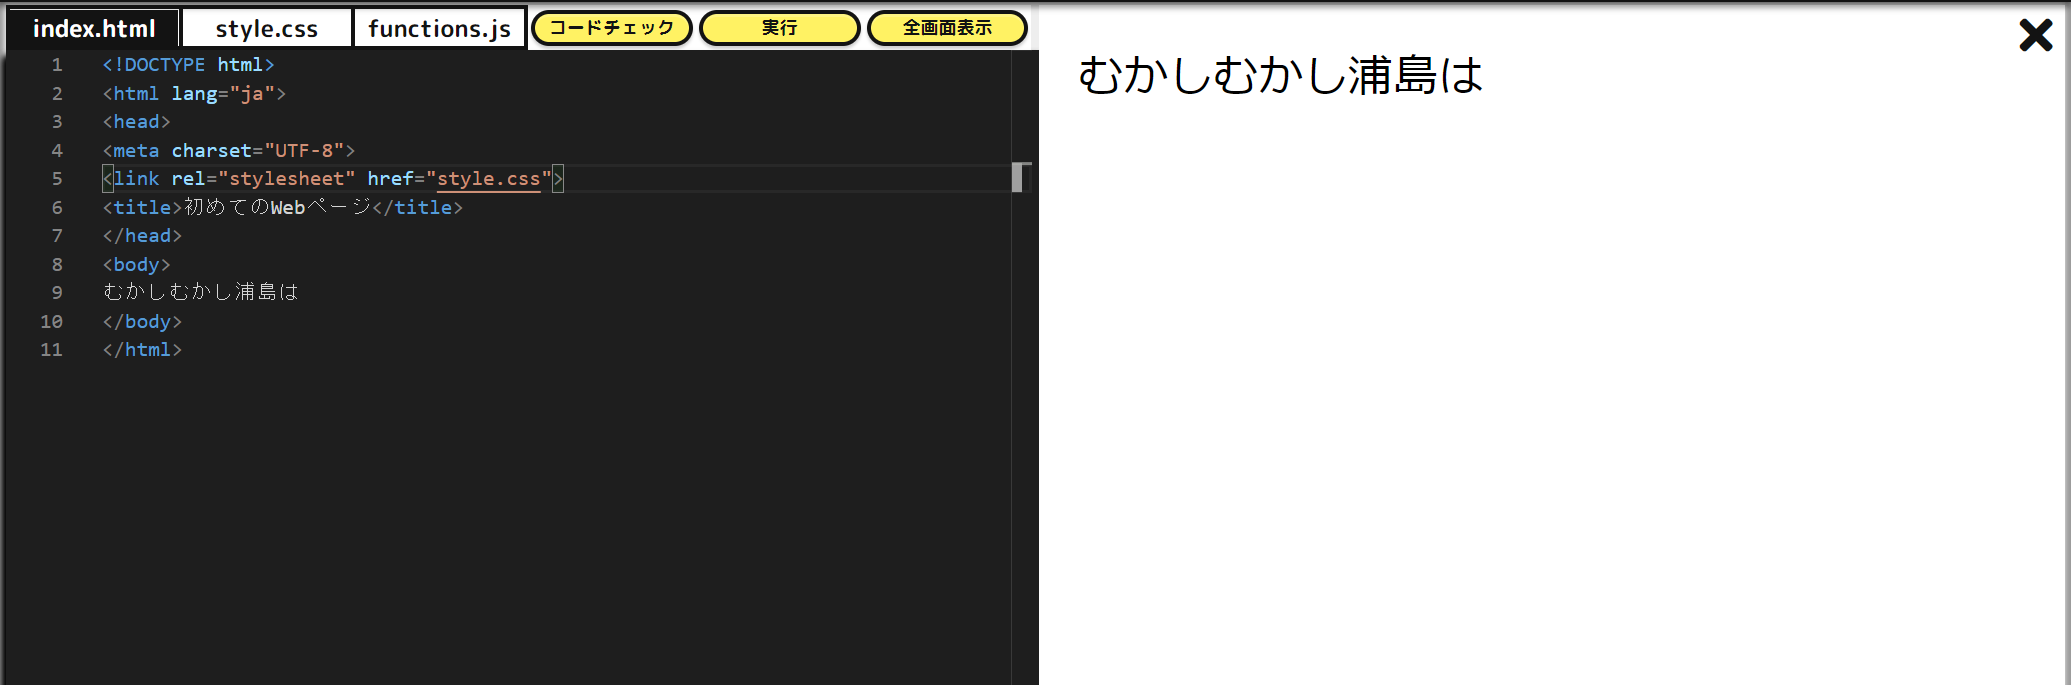 index.html style.css functions.js コードチェック 実行 全画面表示
1 <!DOCTYPE html>
2 <html lang="ja">
3 <head>
4 <meta charset="UTF-8">
5 <link rel="stylesheet" href="style.css">
6 <title>初めてのWebページ</title>
7 </head>
8 <body>
9 むかしむかし浦島は
10 </body>
11 </html>
むかしむかし浦島は